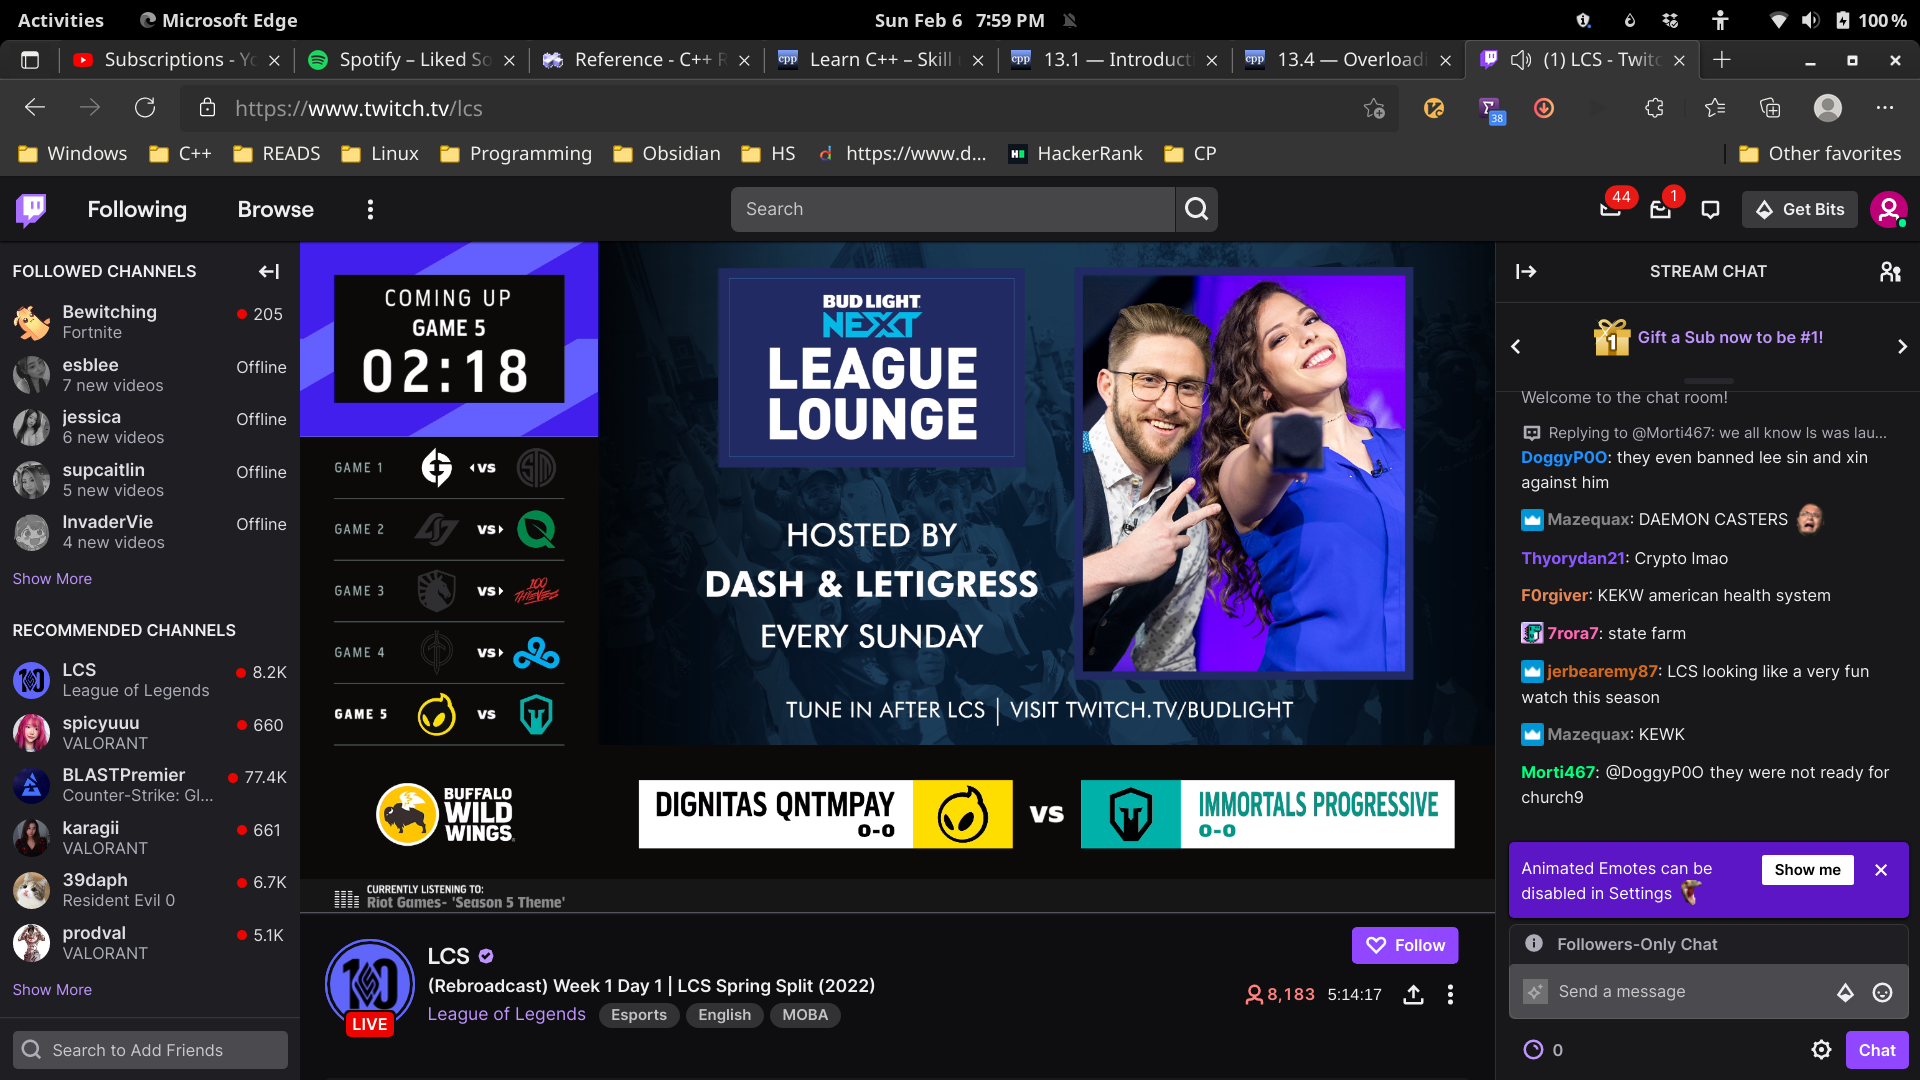 Activities
Microsoft Edge
Sun Feb 6 7:59 PM
100 %
Subscriptions - Yo
Spotify – Liked So
Reference - C++ R
Learn C++ – Skill u
13.1 — Introducti
13.4 — Overloadi
(1) LCS - Twitc
https://www.twitch.tv/lcs
38
Windows
C++
READS
Linux
Programming
Obsidian
HS
https://www.d...
HackerRank
CP
Other favorites
Following
Browse
Search
44
1
Get Bits
FOLLOWED CHANNELS
Bewitching
205
Fortnite
esblee
Offline
7 new videos
jessica
Offline
6 new videos
supcaitlin
Offline
5 new videos
InvaderVie
Offline
4 new videos
Show More
RECOMMENDED CHANNELS
LCS
8.2K
League of Legends
spicyuuu
660
VALORANT
BLASTPremier
77.4K
Counter-Strike: Gl...
karagii
661
VALORANT
39daph
6.7K
Resident Evil 0
prodval
5.1K
VALORANT
Show More
Search to Add Friends
COMING UP
GAME 5
02:18
GAME 1
VS
GAME 2
VS
GAME 3
VS
100 THIEVES
GAME 4
VS
GAME 5
VS
BUD LIGHT
NEXT
LEAGUE
LOUNGE
HOSTED BY
DASH & LETIGRESS
EVERY SUNDAY
TUNE IN AFTER LCS | VISIT TWITCH.TV/BUDLIGHT
BUFFALO
WILD
WINGS
DIGNITAS QNTMPAY
0-0
VS
IMMORTALS PROGRESSIVE
0-0
CURRENTLY LISTENING TO:
Riot Games- 'Season 5 Theme'
LIVE
LCS
(Rebroadcast) Week 1 Day 1 | LCS Spring Split (2022)
League of Legends
Esports
English
MOBA
Follow
8,183
5:14:17
STREAM CHAT
1
Gift a Sub now to be #1!
Welcome to the chat room!
Replying to @Morti467: we all know ls was lau...
DoggyP0O: they even banned lee sin and xin
against him
Mazequax: DAEMON CASTERS
Thyorydan21: Crypto lmao
F0rgiver: KEKW american health system
7rora7: state farm
jerbearemy87: LCS looking like a very fun
watch this season
Mazequax: KEWK
Morti467: @DoggyP0O they were not ready for
church9
Animated Emotes can be
disabled in Settings
Show me
Followers-Only Chat
Send a message
0
Chat